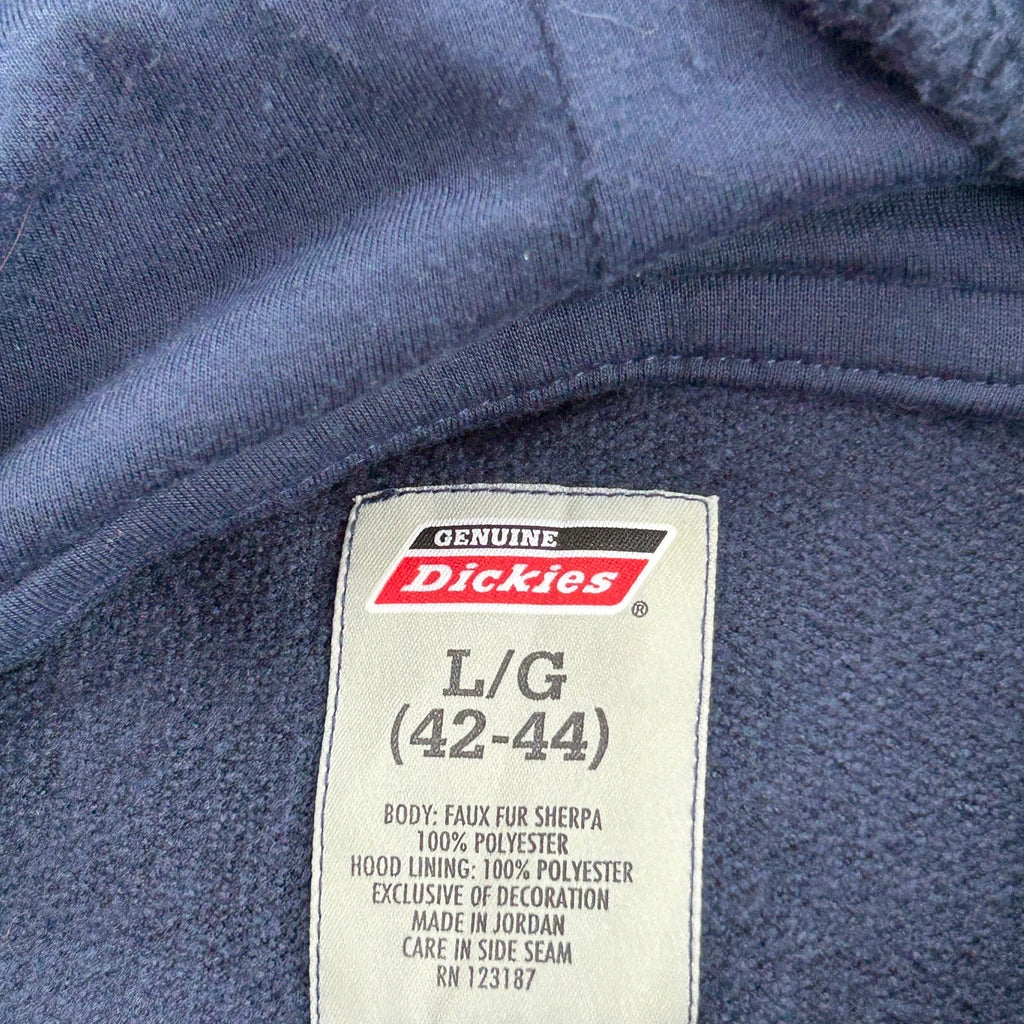 GENUINE
Dickies®
L/G
(42-44)
BODY: FAUX FUR SHERPA
100% POLYESTER
HOOD LINING: 100% POLYESTER
EXCLUSIVE OF DECORATION
MADE IN JORDAN
CARE IN SIDE SEAM
RN 123187